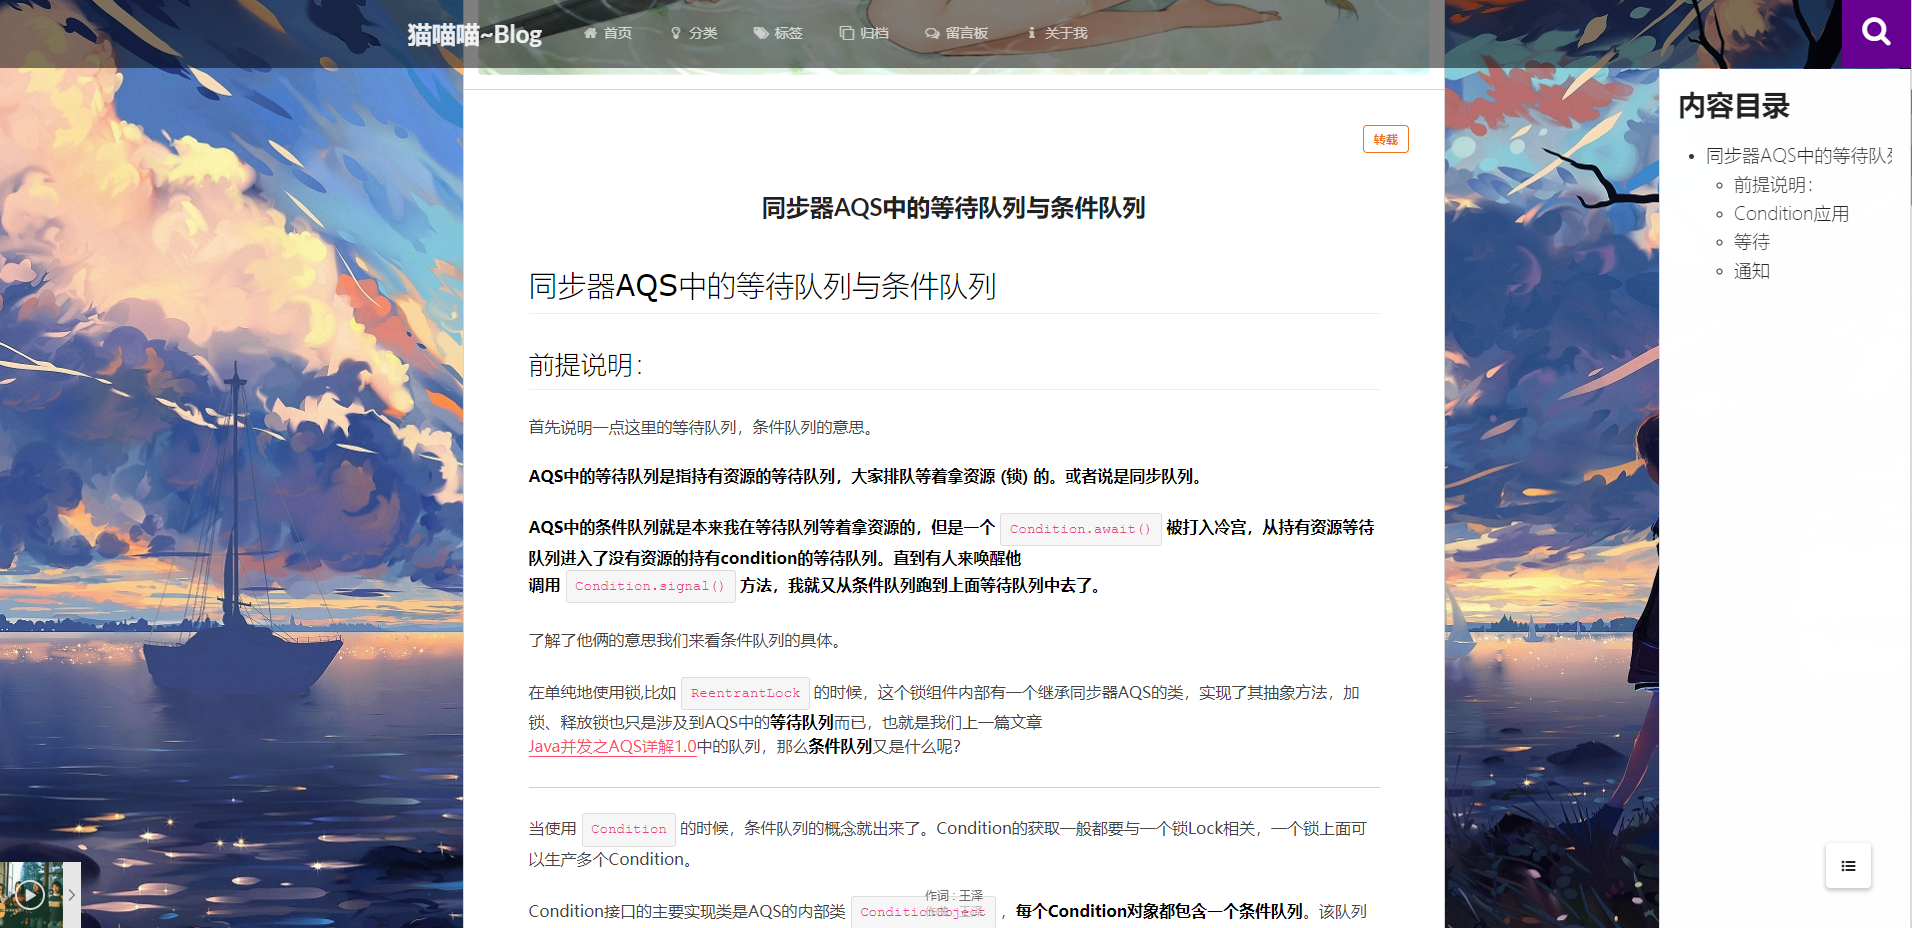 猫喵喵~Blog
首页
分类
标签
归档
留言板
关于我
转载
同步器AQS中的等待队列与条件队列
同步器AQS中的等待队列与条件队列
前提说明：
首先说明一点这里的等待队列，条件队列的意思。
AQS中的等待队列是指持有资源的等待队列，大家排队等着拿资源 (锁) 的。或者说是同步队列。
AQS中的条件队列就是本来我在等待队列等着拿资源的，但是一个 Condition.await() 被打入冷宫，从持有资源等待
队列进入了没有资源的持有condition的等待队列。直到有人来唤醒他
调用 Condition.signal() 方法，我就又从条件队列跑到上面等待队列中去了。
了解了他俩的意思我们来看条件队列的具体。
在单纯地使用锁,比如 ReentrantLock 的时候，这个锁组件内部有一个继承同步器AQS的类，实现了其抽象方法，加
锁、释放锁也只是涉及到AQS中的等待队列而已，也就是我们上一篇文章
Java并发之AQS详解1.0中的队列，那么条件队列又是什么呢？
当使用 Condition 的时候，条件队列的概念就出来了。Condition的获取一般都要与一个锁Lock相关，一个锁上面可
以生产多个Condition。
Condition接口的主要实现类是AQS的内部类 ConditionObject ，每个Condition对象都包含一个条件队列。该队列
作词 : 王泽
内容目录
同步器AQS中的等待队列
前提说明：
Condition应用
等待
通知